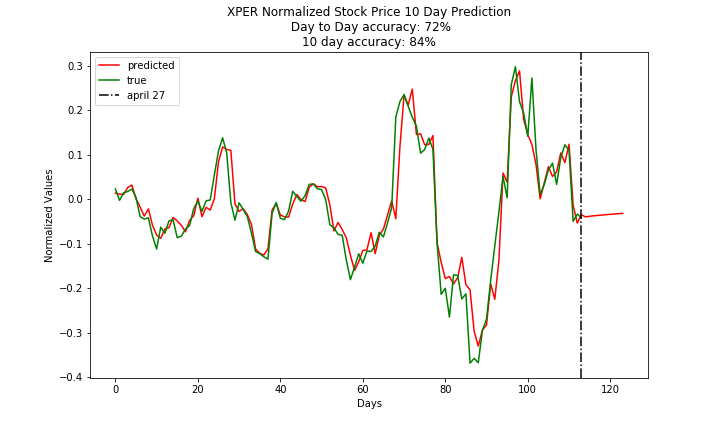 XPER Normalized Stock Price 10 Day Prediction
Day to Day accuracy: 72%
10 day accuracy: 84%
predicted
true
april 27
Normalized Values
0.3
0.2
0.1
0.0
−0.1
−0.2
−0.3
−0.4
0 20 40 60 80 100 120
Days